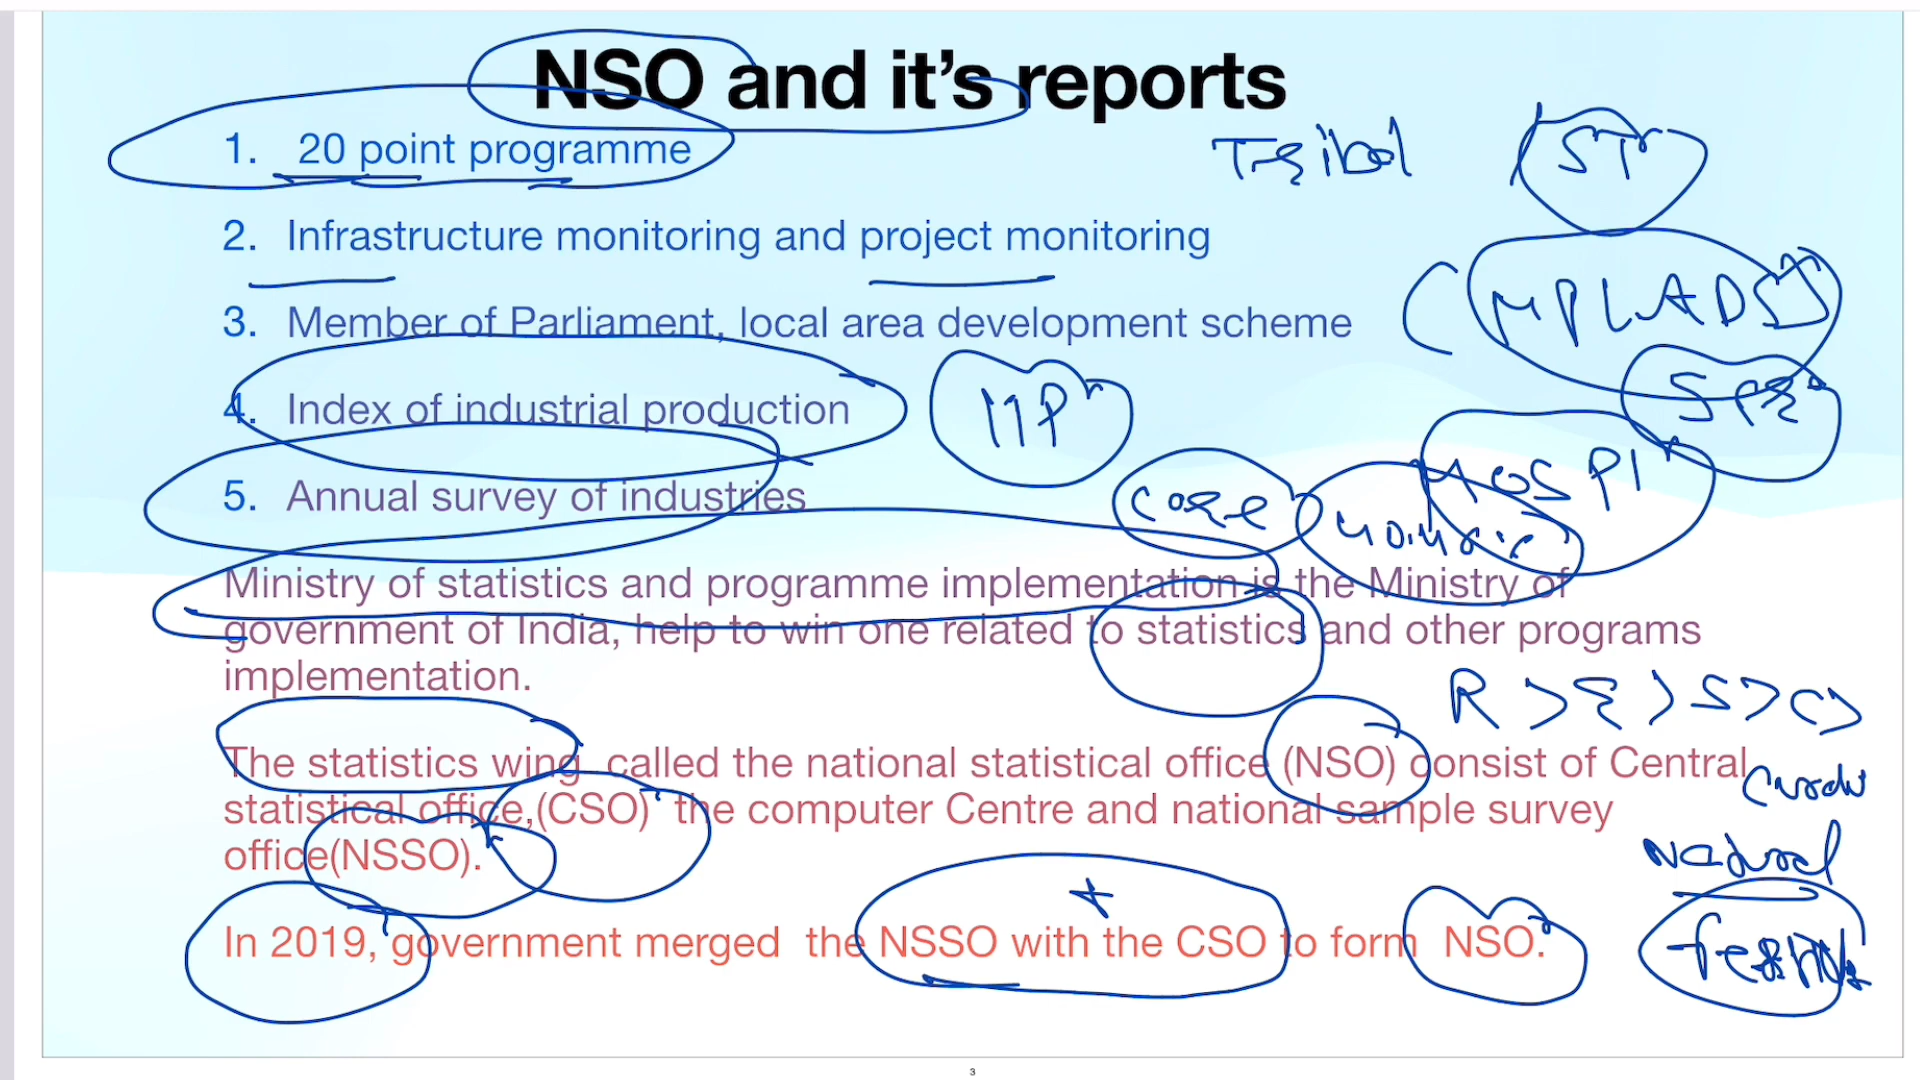 NSO and it's reports
1. 20 point programme
Tribal
ST
2. Infrastructure monitoring and project monitoring
3. Member of Parliament, local area development scheme
(MPLADS)
4. Index of industrial production
IIP
5. Annual survey of industries
Core
MOSPI
Ministry of statistics and programme implementation is the Ministry of
government of India, help to win one related to statistics and other programs
implementation.
The statistics wing, called the national statistical office (NSO) consist of Central
statistical office,(CSO) the computer Centre and national sample survey
office(NSSO).
In 2019, government merged the NSSO with the CSO to form NSO.
+
3